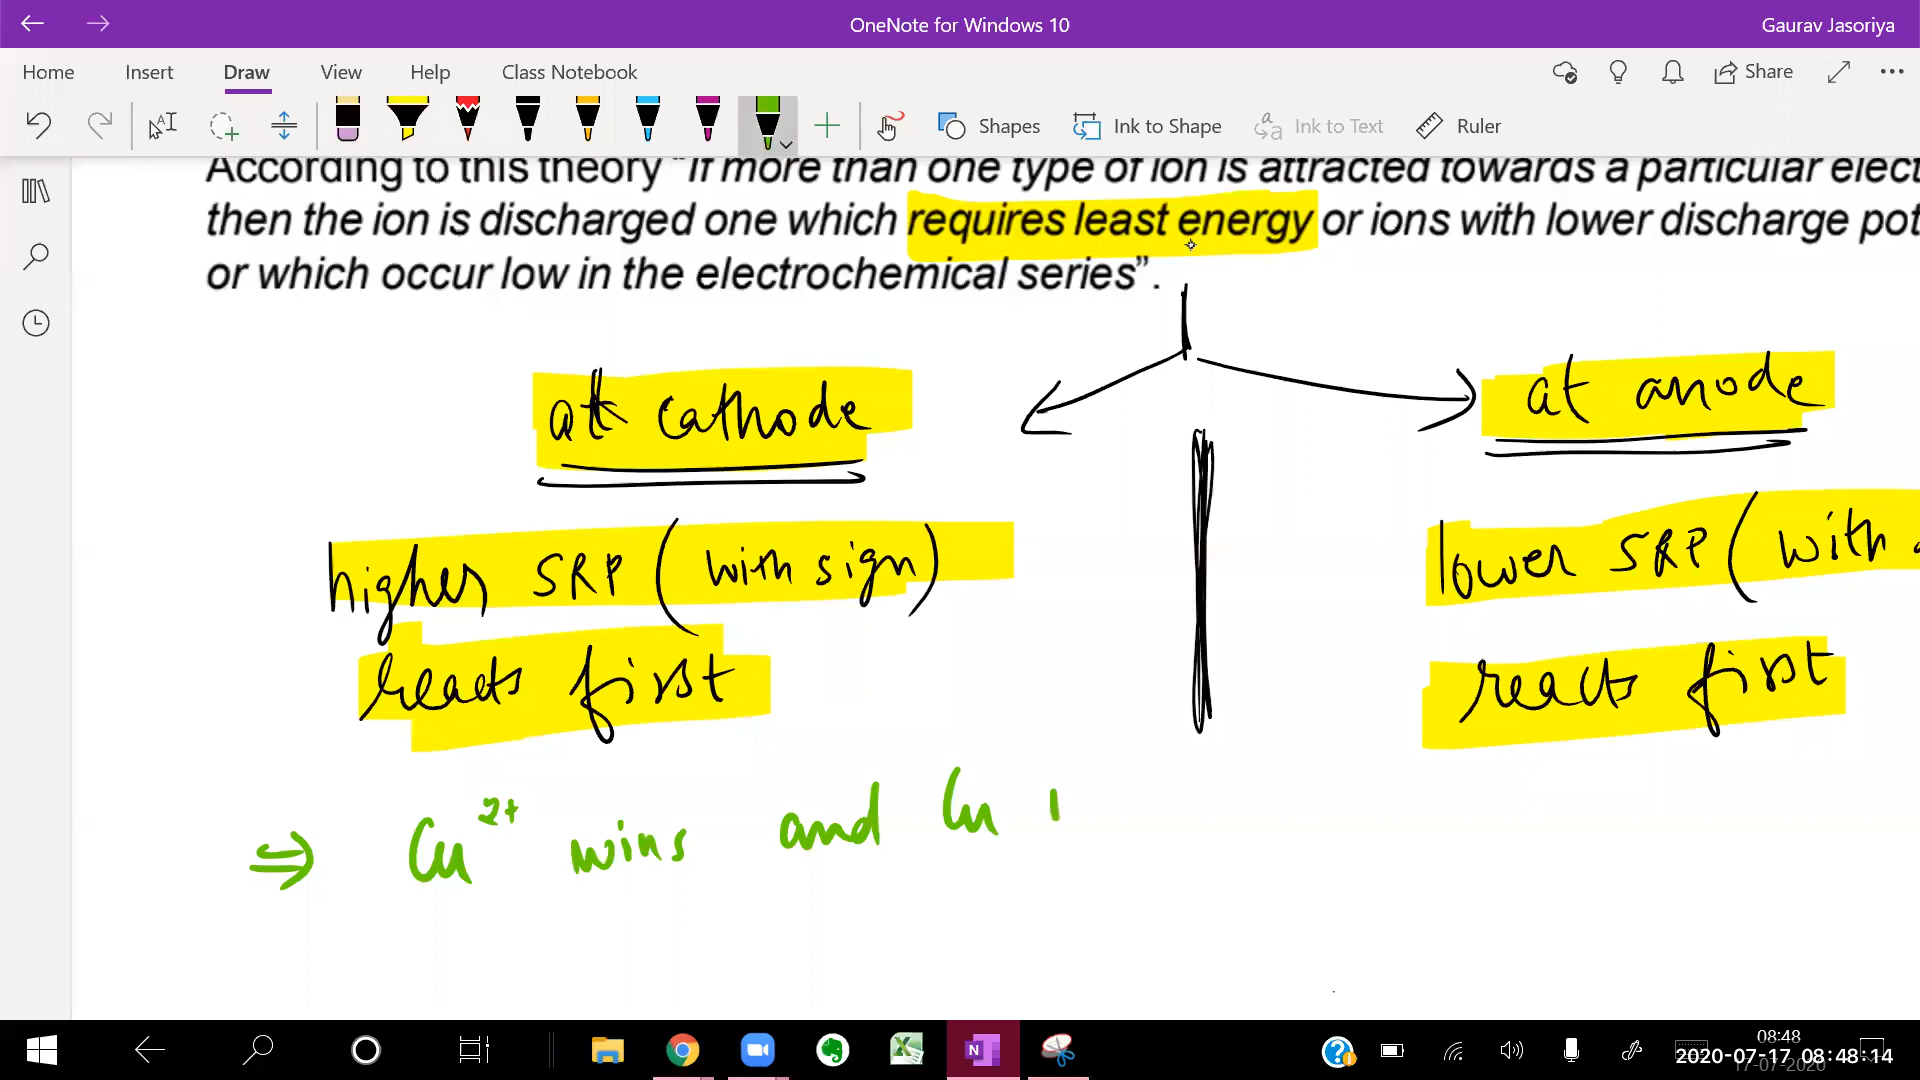 OneNote for Windows 10
Gaurav Jasoriya
Home Insert Draw View Help Class Notebook
Share
Shapes Ink to Shape Ink to Text Ruler
According to this theory "If more than one type of ion is attracted towards a particular elect
then the ion is discharged one which requires least energy or ions with lower discharge pot
or which occur low in the electrochemical series".
at cathode
at anode
higher SRP (with sign)
lower SRP (with
reacts first
reacts first
⇒ Cu2+ wins and Cu
08:48
2020-07-17 08:48:14
17-07-2020